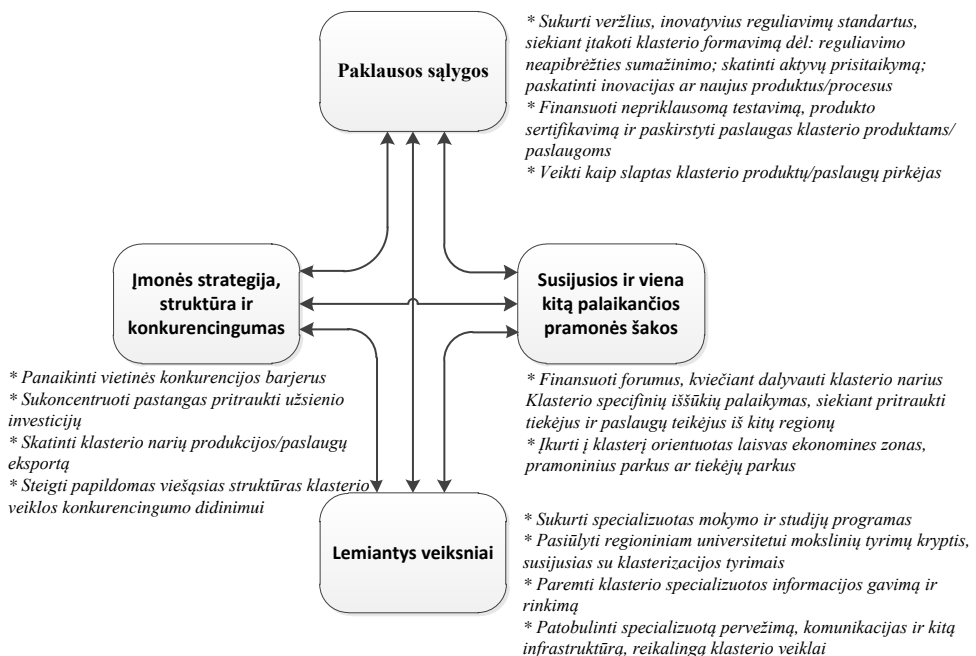 Paklausos sąlygos
* Sukurti veržlius, inovatyvius reguliavimų standartus,
siekiant įtakoti klasterio formavimą dėl: reguliavimo
neapibrėžties sumažinimo; skatinti aktyvų prisitaikymą;
paskatinti inovacijas ar naujus produktus/procesus
* Finansuoti nepriklausomą testavimą, produkto
sertifikavimą ir paskirstyti paslaugas klasterio produktams/
paslaugoms
* Veikti kaip slaptas klasterio produktų/paslaugų pirkėjas
Įmonės strategija,
struktūra ir
konkurencingumas
* Panaikinti vietinės konkurencijos barjerus
* Sukoncentruoti pastangas pritraukti užsienio
investicijų
* Skatinti klasterio narių produkcijos/paslaugų
eksportą
* Steigti papildomas viešąsias struktūras klasterio
veiklos konkurencingumo didinimui
Susijusios ir viena
kitą palaikančios
pramonės šakos
* Finansuoti forumus, kviečiant dalyvauti klasterio narius
Klasterio specifinių iššūkių palaikymas, siekiant pritraukti
tiekėjus ir paslaugų teikėjus iš kitų regionų
* Įkurti į klasterį orientuotas laisvas ekonomines zonas,
pramoninius parkus ar tiekėjų parkus
Lemiantys veiksniai
* Sukurti specializuotas mokymo ir studijų programas
* Pasiūlyti regioniniam universitetui mokslinių tyrimų kryptis,
susijusias su klasterizacijos tyrimais
* Paremti klasterio specializuotos informacijos gavimą ir
rinkimą
* Patobulinti specializuotą pervežimą, komunikacijas ir kitą
infrastruktūrą, reikalingą klasterio veiklai